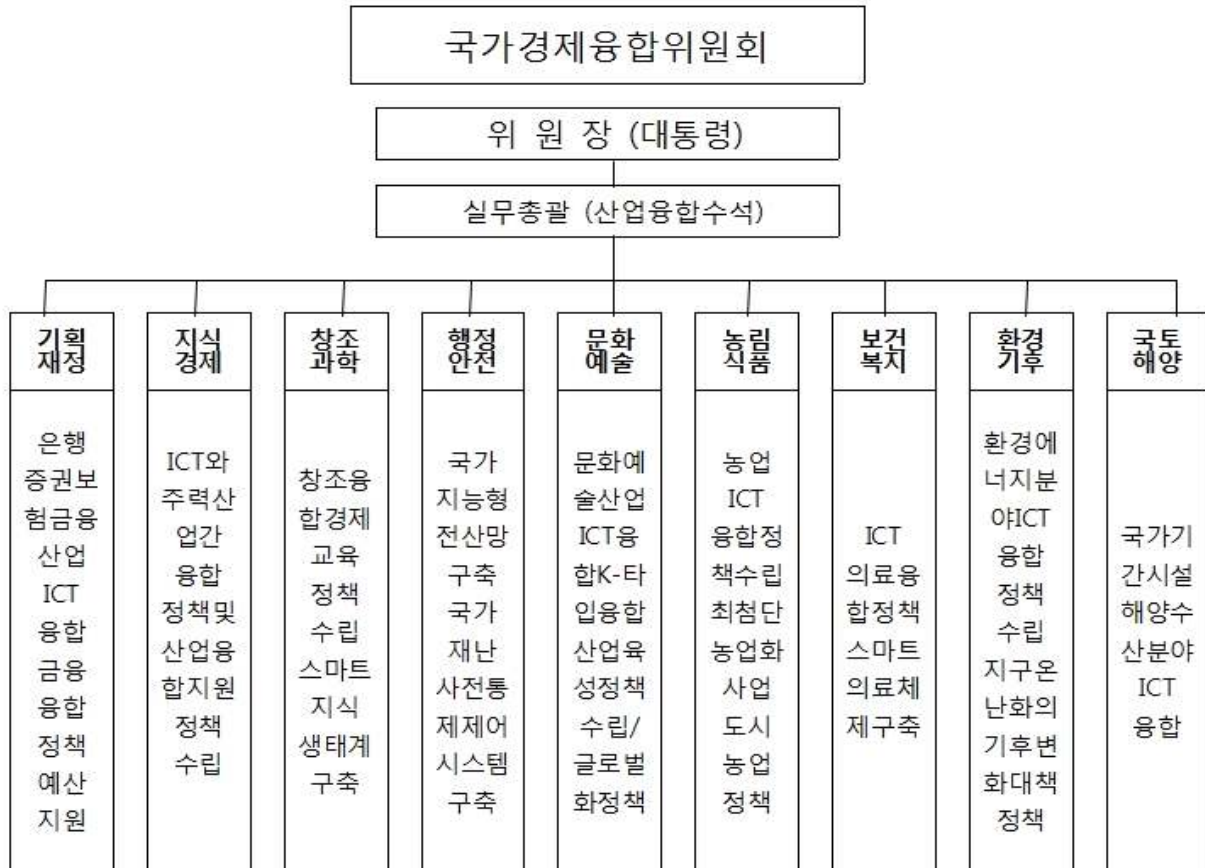 국가경제융합위원회
위 원 장 (대통령)
실무총괄 (산업융합수석)
기획
재정
은행
증권보
험금융
산업
ICT
융합
금융
융합
정책
예산
지원
지식
경제
ICT와
주력산
업간
융합
정책및
산업융
합지원
정책
수립
창조
과학
창조융
합경제
교육
정책
수립
스마트
지식
생태계
구축
행정
안전
국가
지능형
전산망
구축
국가
재난
사전통
제제어
시스템
구축
문화
예술
문화예
술산업
ICT융
합K-타
입융합
산업육
성정책
수립/
글로벌
화정책
농림
식품
농업
ICT
융합정
책수립
최첨단
농업화
사업
도시
농업
정책
보건
복지
ICT
의료융
합정책
스마트
의료체
제구축
환경
기후
환경에
너지분
야ICT
융합
정책
수립
지구온
난화의
기후변
화대책
정책
국토
해양
국가기
간시설
해양수
산분야
ICT
융합